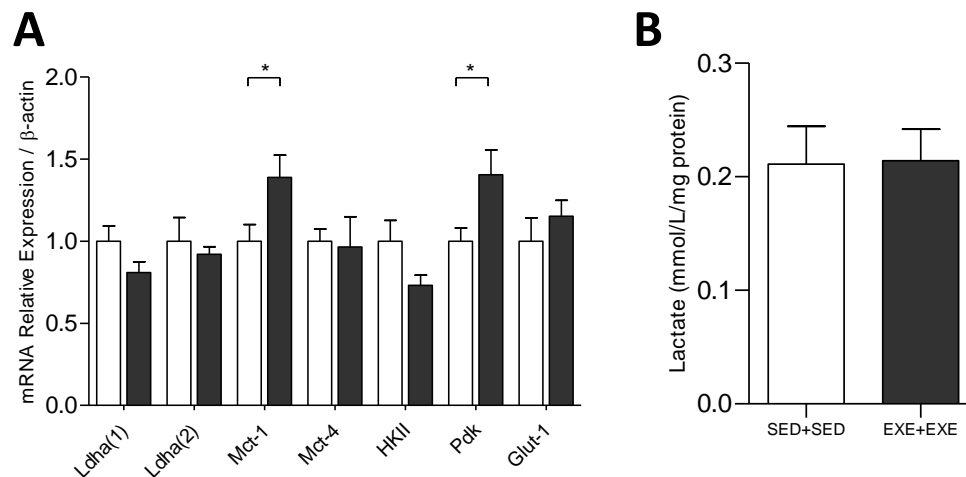 A
mRNA Relative Expression / β-actin
2.0
1.5
1.0
0.5
0.0
*
*
Ldha(1)
Ldha(2)
Mct-1
Mct-4
HKII
Pdk
Glut-1
B
Lactate (mmol/L/mg protein)
0.3
0.2
0.1
0.0
SED+SED
EXE+EXE